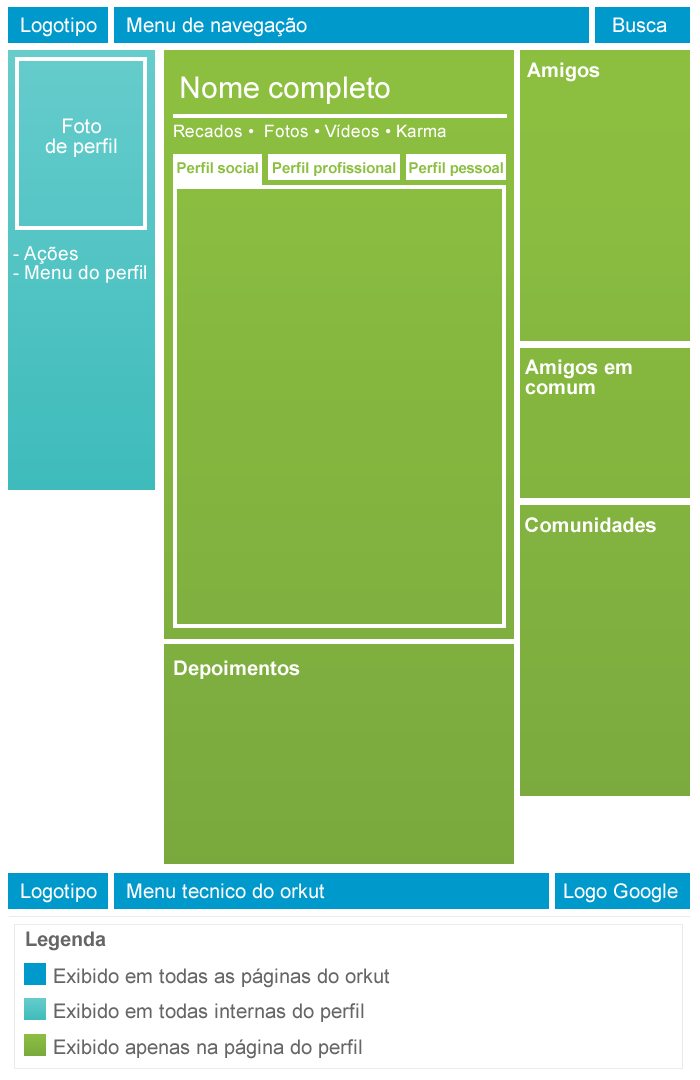 Logotipo
Menu de navegação
Busca
Foto
de perfil
- Ações
- Menu do perfil
Nome completo
Recados • Fotos • Vídeos • Karma
Perfil social
Perfil profissional
Perfil pessoal
Depoimentos
Amigos
Amigos em
comum
Comunidades
Logotipo
Menu tecnico do orkut
Logo Google
Legenda
Exibido em todas as páginas do orkut
Exibido em todas internas do perfil
Exibido apenas na página do perfil